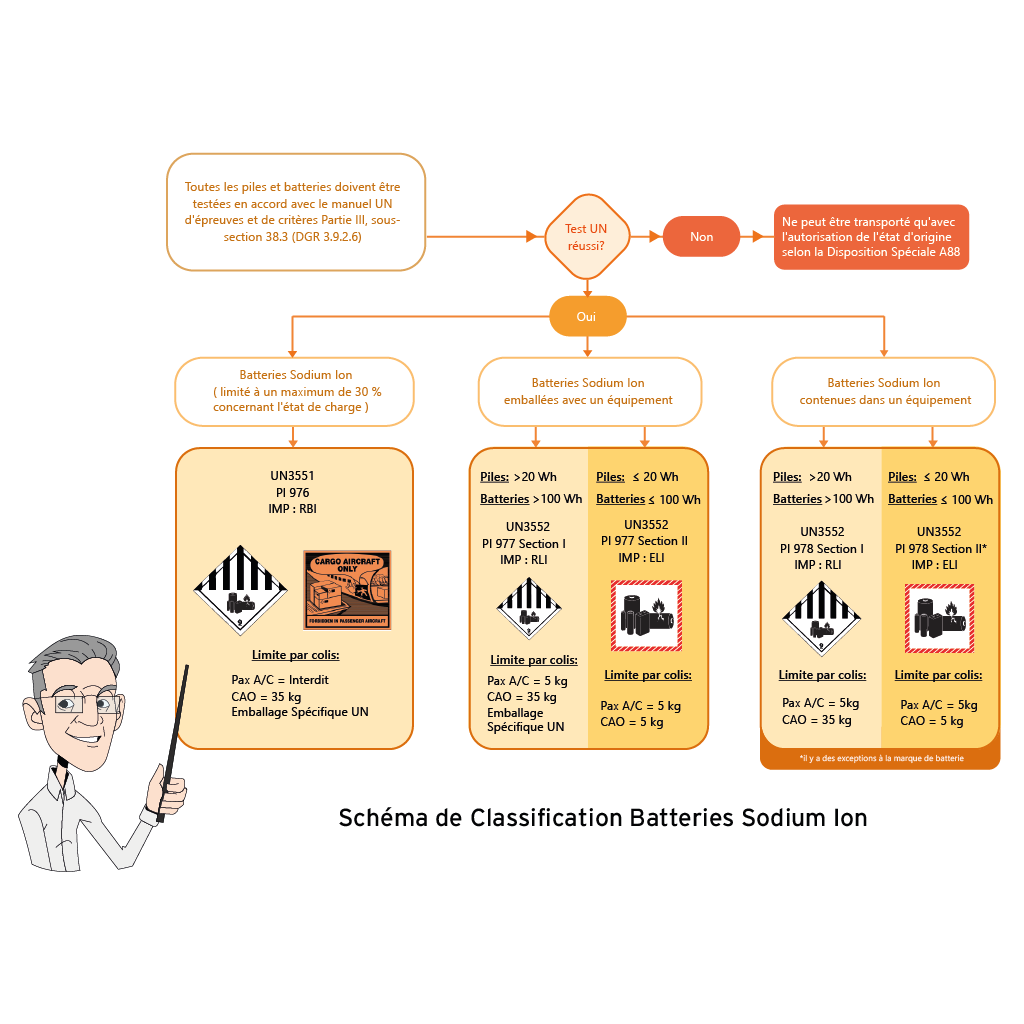 Toutes les piles et batteries doivent être
testées en accord avec le manuel UN
d'épreuves et de critères Partie III, sous-
section 38.3 (DGR 3.9.2.6)
Test UN
réussi?
Non
Ne peut être transporté qu'avec
l'autorisation de l'état d'origine
selon la Disposition Spéciale A88
Oui
Batteries Sodium Ion
( limité à un maximum de 30 %
concernant l'état de charge )
Batteries Sodium Ion
emballées avec un équipement
Batteries Sodium Ion
contenues dans un équipement
UN3551
PI 976
IMP : RBI
CARGO AIRCRAFT
ONLY
FORBIDDEN IN PASSENGER AIRCRAFT
9
Limite par colis:
Pax A/C = Interdit
CAO = 35 kg
Emballage Spécifique UN
Piles: >20 Wh
Batteries >100 Wh
UN3552
PI 977 Section I
IMP : RLI
9
Limite par colis:
Pax A/C = 5 kg
CAO = 35 kg
Emballage
Spécifique UN
Piles: ≤ 20 Wh
Batteries ≤ 100 Wh
UN3552
PI 977 Section II
IMP : ELI
Limite par colis:
Pax A/C = 5 kg
CAO = 5 kg
Piles: >20 Wh
Batteries >100 Wh
UN3552
PI 978 Section I
IMP : RLI
9
Limite par colis:
Pax A/C = 5kg
CAO = 35 kg
Piles: ≤ 20 Wh
Batteries ≤ 100 Wh
UN3552
PI 978 Section II*
IMP : ELI
Limite par colis:
Pax A/C = 5kg
CAO = 5 kg
*il y a des exceptions à la marque de batterie
Schéma de Classification Batteries Sodium Ion